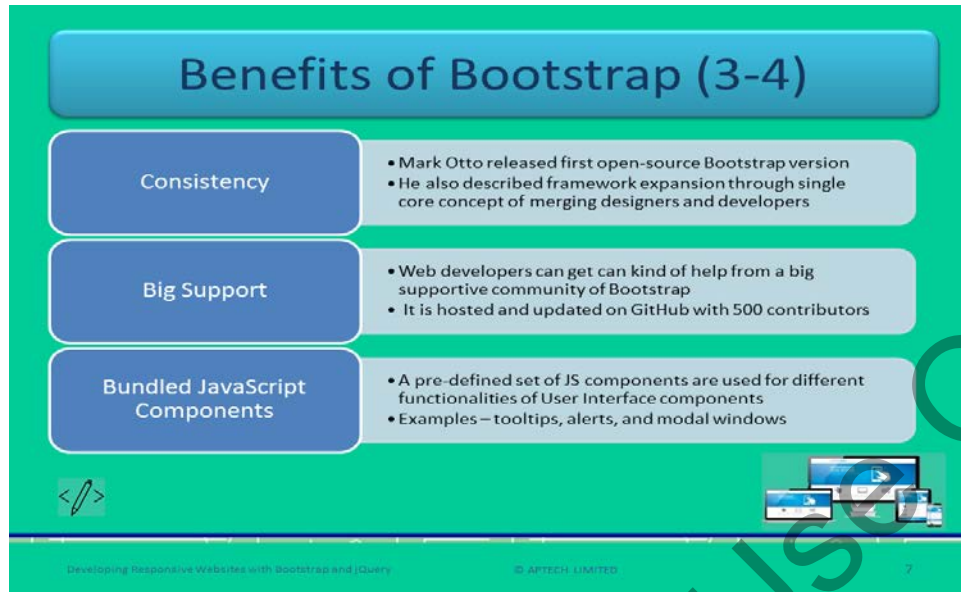 Benefits of Bootstrap (3-4)
Consistency
• Mark Otto released first open-source Bootstrap version
• He also described framework expansion through single
core concept of merging designers and developers
Big Support
• Web developers can get can kind of help from a big
supportive community of Bootstrap
• It is hosted and updated on GitHub with 500 contributors
Bundled JavaScript
Components
• A pre-defined set of JS components are used for different
functionalities of User Interface components
• Examples – tooltips, alerts, and modal windows
</>
Developing Responsive Websites with Bootstrap and jQuery
© APTECH LIMITED
7
Use